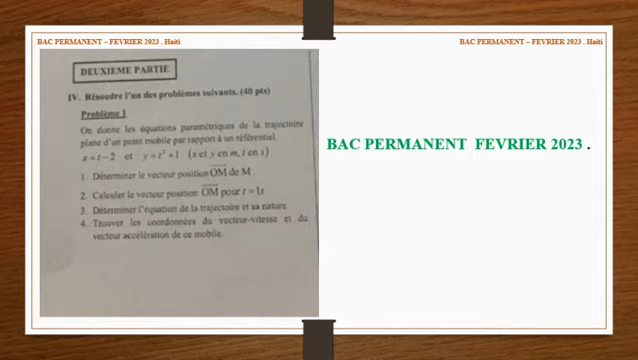 BAC PERMANENT – FEVRIER 2023 . Haiti
BAC PERMANENT – FEVRIER 2023 . Haiti
DEUXIEME PARTIE
IV. Résoudre l'un des problèmes suivants. (40 pts)
Problème 1
On donne les équations paramétriques de la trajectoire
plane d'un point mobile par rapport à un référentiel.
x = t – 2 et y = t² + 1 (x et y en m, t en s)
1. Déterminer le vecteur position OM de M
2. Calculer le vecteur position OM pour t = 1s
3. Déterminer l'équation de la trajectoire et sa nature.
4. Trouver les coordonnées du vecteur-vitesse et du
vecteur accélération de ce mobile.
BAC PERMANENT FEVRIER 2023 .